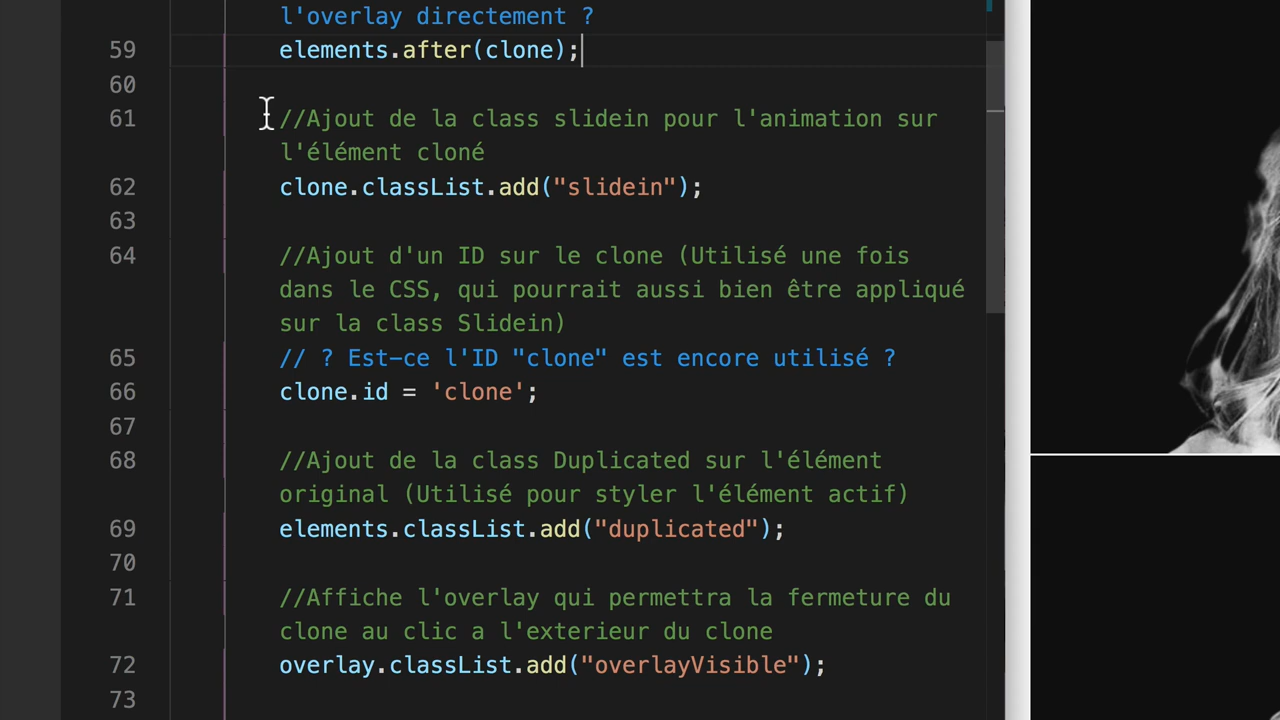 l'overlay directement ?
59 elements.after(clone);
60
61 //Ajout de la class slidein pour l'animation sur
l'élément cloné
62 clone.classList.add("slidein");
63
64 //Ajout d'un ID sur le clone (Utilisé une fois
dans le CSS, qui pourrait aussi bien être appliqué
sur la class Slidein)
65 // ? Est-ce l'ID "clone" est encore utilisé ?
66 clone.id = 'clone';
67
68 //Ajout de la class Duplicated sur l'élément
original (Utilisé pour styler l'élément actif)
69 elements.classList.add("duplicated");
70
71 //Affiche l'overlay qui permettra la fermeture du
clone au clic a l'exterieur du clone
72 overlay.classList.add("overlayVisible");
73